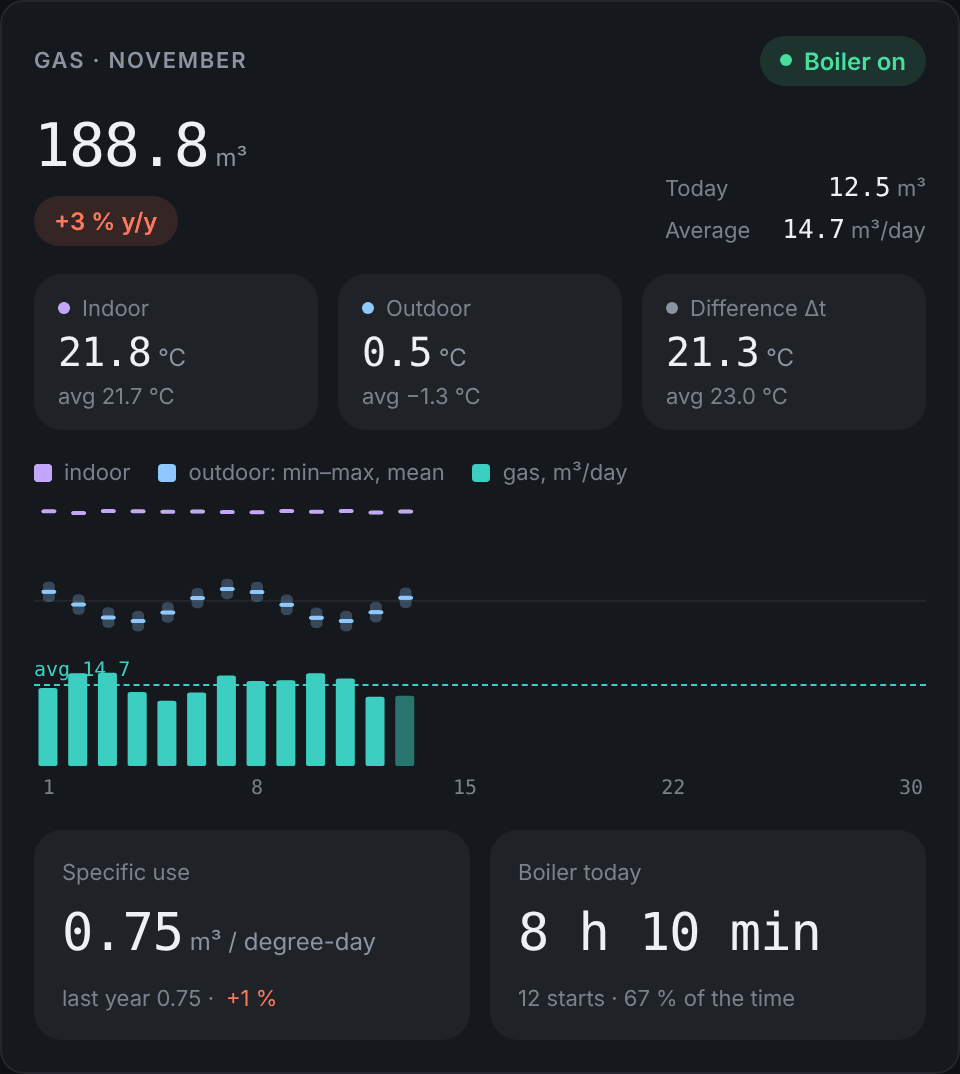 GAS · NOVEMBER
Boiler on
188.8 m³
+3 % y/y
Today 12.5 m³
Average 14.7 m³/day
Indoor
21.8 °C
avg 21.7 °C
Outdoor
0.5 °C
avg −1.3 °C
Difference Δt
21.3 °C
avg 23.0 °C
indoor outdoor: min–max, mean gas, m³/day
avg 14.7
1 8 15 22 30
Specific use
0.75 m³ / degree-day
last year 0.75 · +1 %
Boiler today
8 h 10 min
12 starts · 67 % of the time